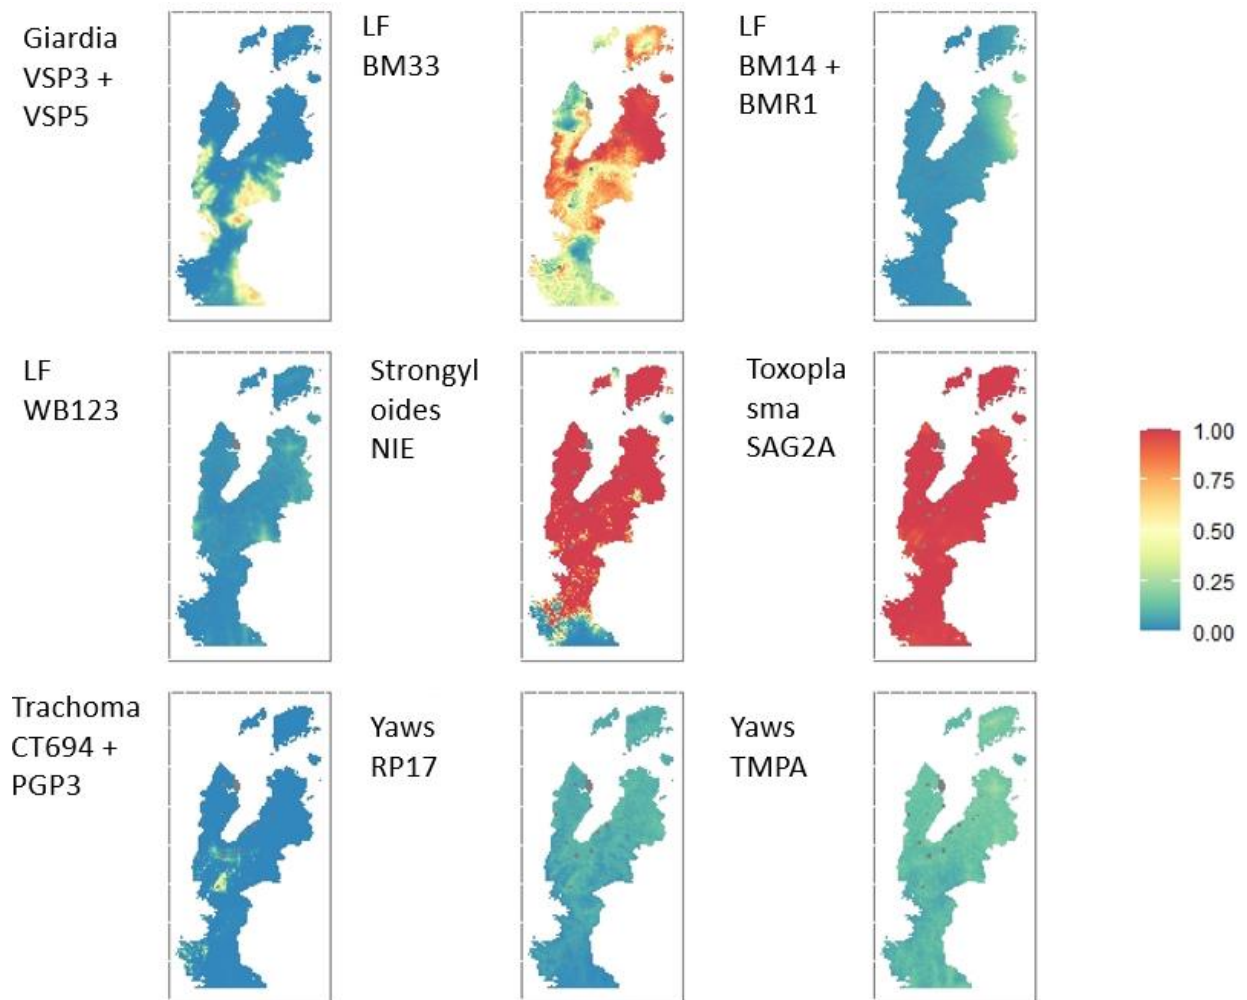 Giardia
VSP3 +
VSP5
LF
BM33
LF
BM14 +
BMR1
LF
WB123
Strongyl
oides
NIE
Toxopla
sma
SAG2A
1.00
0.75
0.50
0.25
0.00
Trachoma
CT694 +
PGP3
Yaws
RP17
Yaws
TMPA